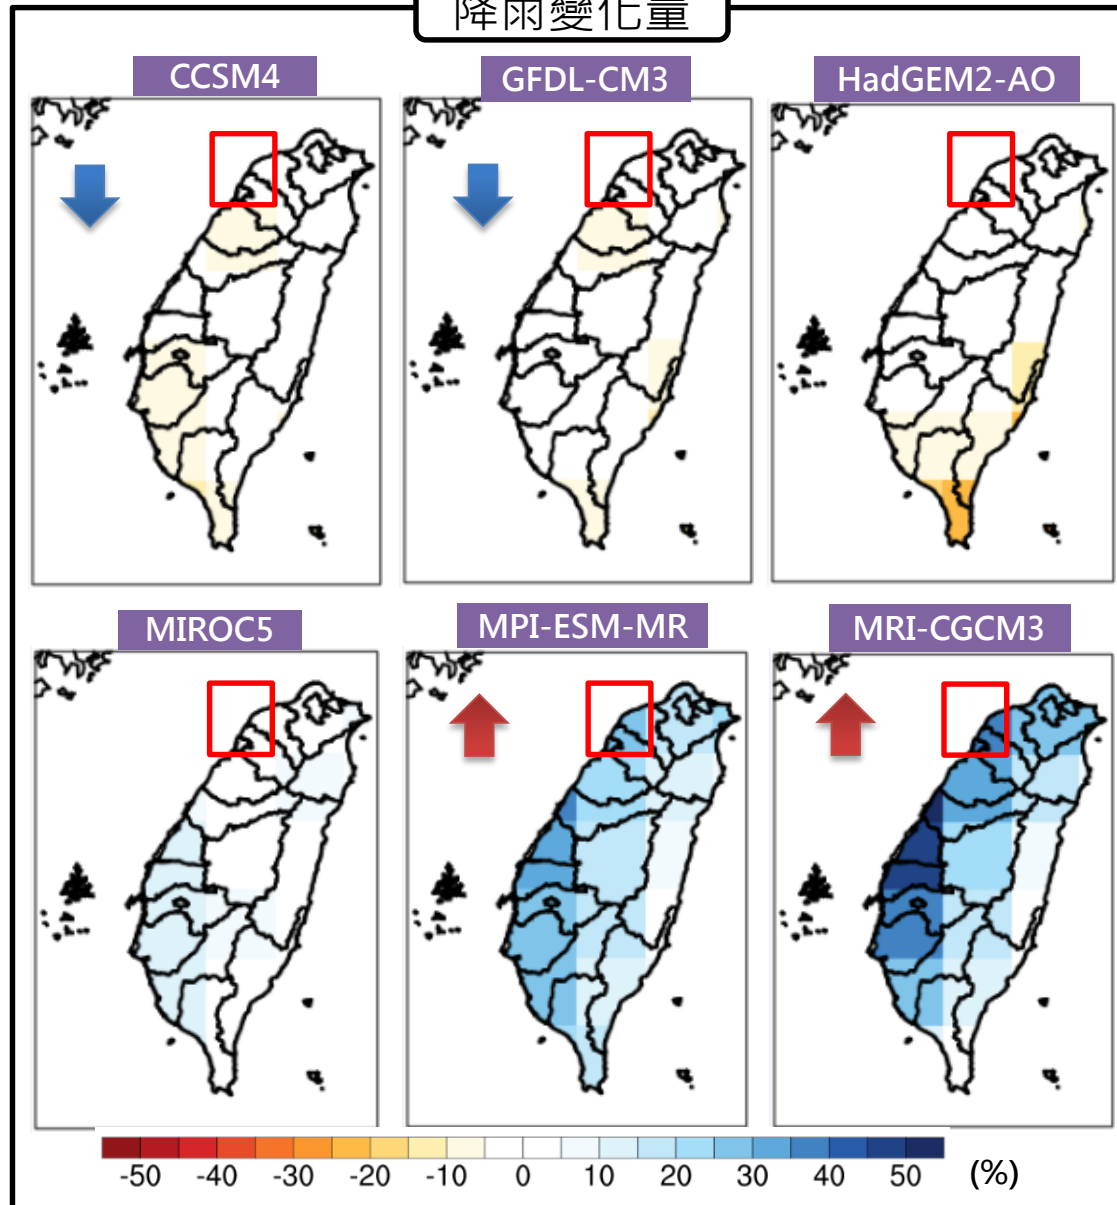 降雨變化量
CCSM4 GFDL-CM3 HadGEM2-AO
MIROC5 MPI-ESM-MR MRI-CGCM3
-50 -40 -30 -20 -10 0 10 20 30 40 50 (%)